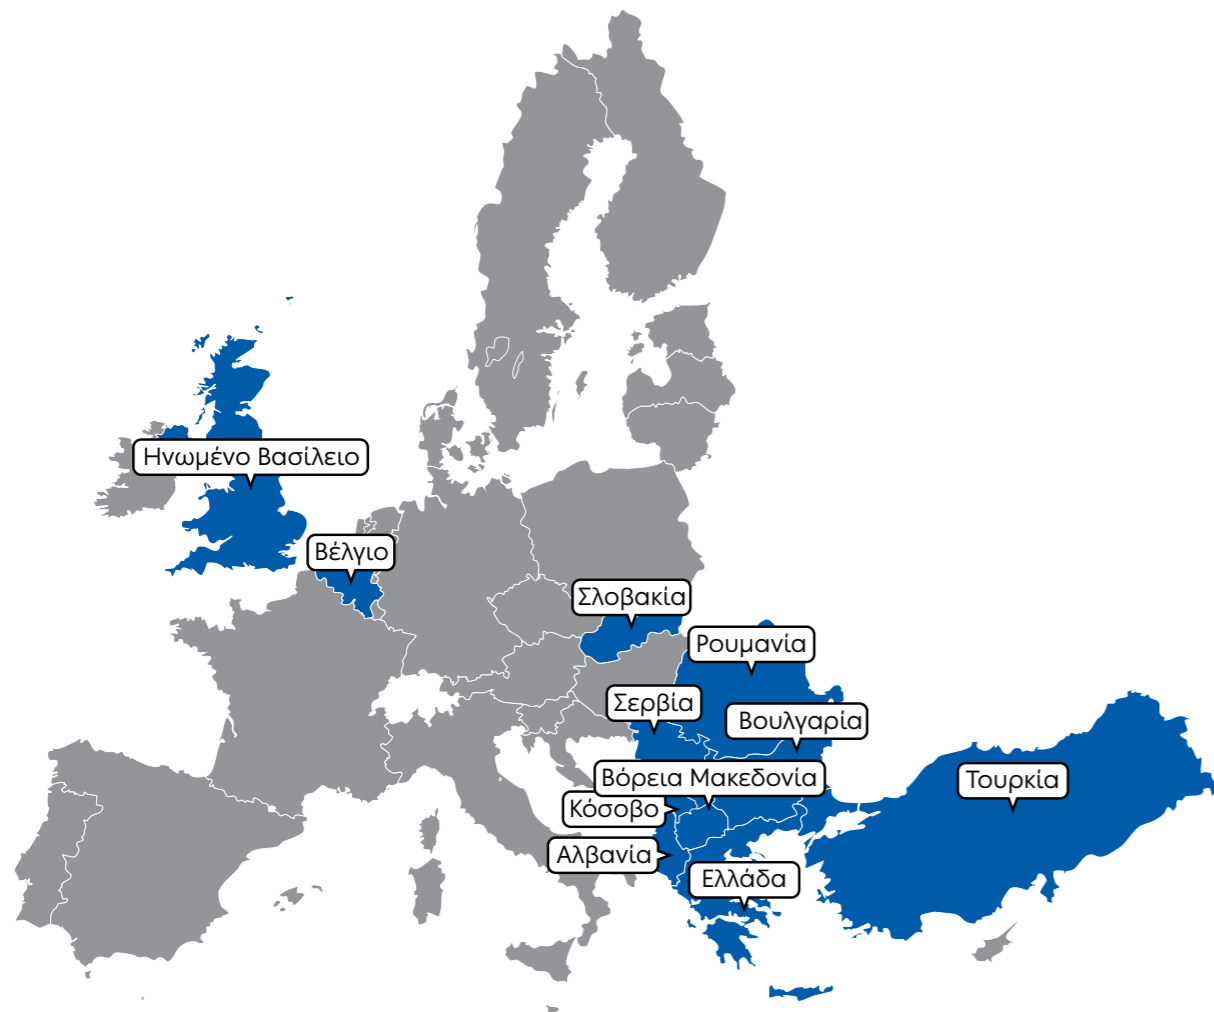 Ηνωμένο Βασίλειο
Βέλγιο
Σλοβακία
Ρουμανία
Σερβία
Βουλγαρία
Βόρεια Μακεδονία
Τουρκία
Κόσοβο
Αλβανία
Ελλάδα